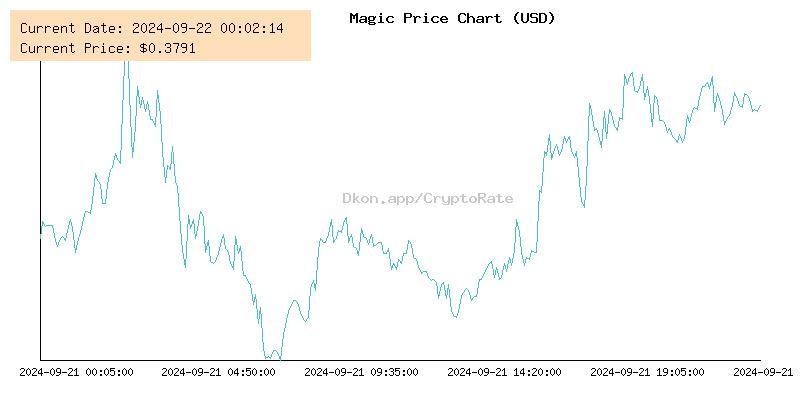 Magic Price Chart (USD)
Current Date: 2024-09-22 00:02:14
Current Price: $0.3791
Dkon.app/CryptoRate
2024-09-21 00:05:00 2024-09-21 04:50:00 2024-09-21 09:35:00 2024-09-21 14:20:00 2024-09-21 19:05:00 2024-09-21